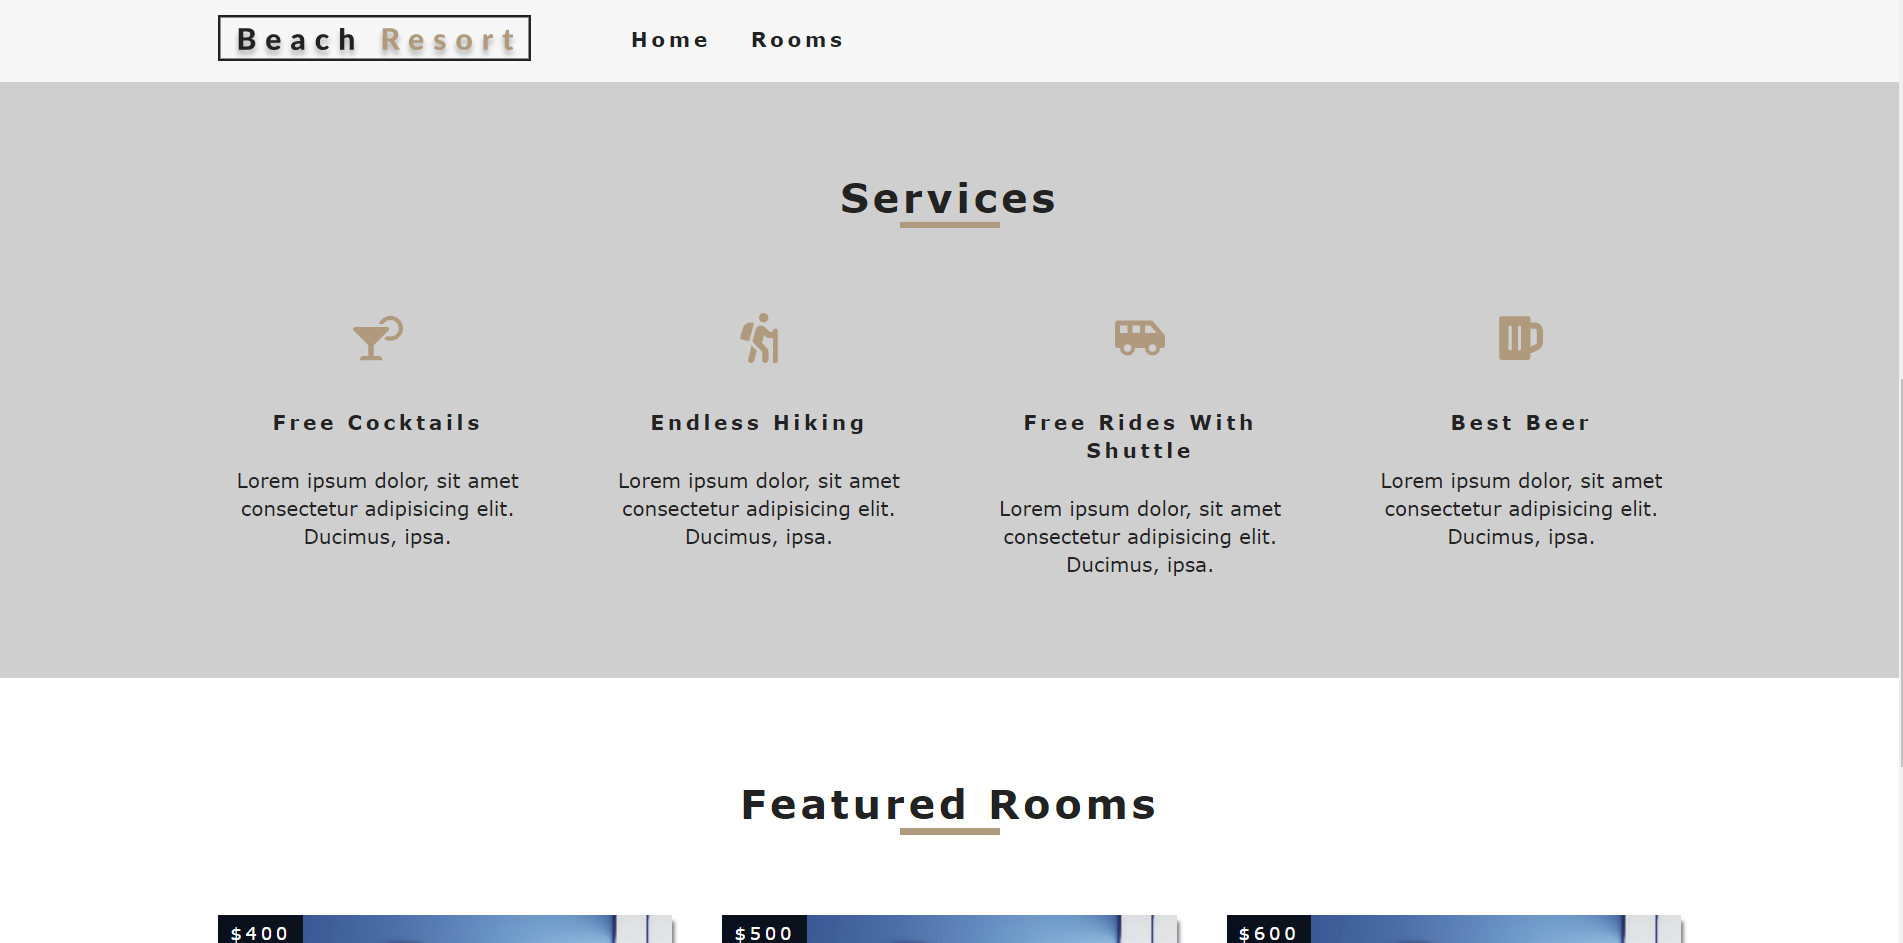 Beach Resort
Home
Rooms
Services
Free Cocktails
Lorem ipsum dolor, sit amet
consectetur adipisicing elit.
Ducimus, ipsa.
Endless Hiking
Lorem ipsum dolor, sit amet
consectetur adipisicing elit.
Ducimus, ipsa.
Free Rides With
Shuttle
Lorem ipsum dolor, sit amet
consectetur adipisicing elit.
Ducimus, ipsa.
Best Beer
Lorem ipsum dolor, sit amet
consectetur adipisicing elit.
Ducimus, ipsa.
Featured Rooms
$400
$500
$600